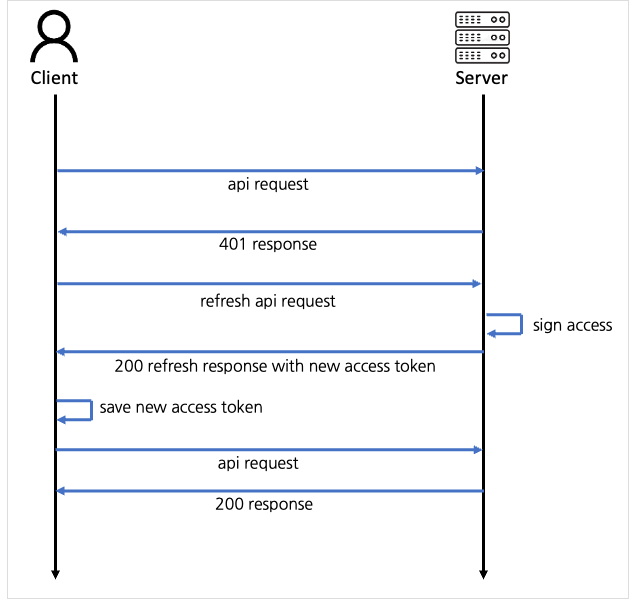 Client
Server
api request
401 response
refresh api request
sign access
200 refresh response with new access token
save new access token
api request
200 response